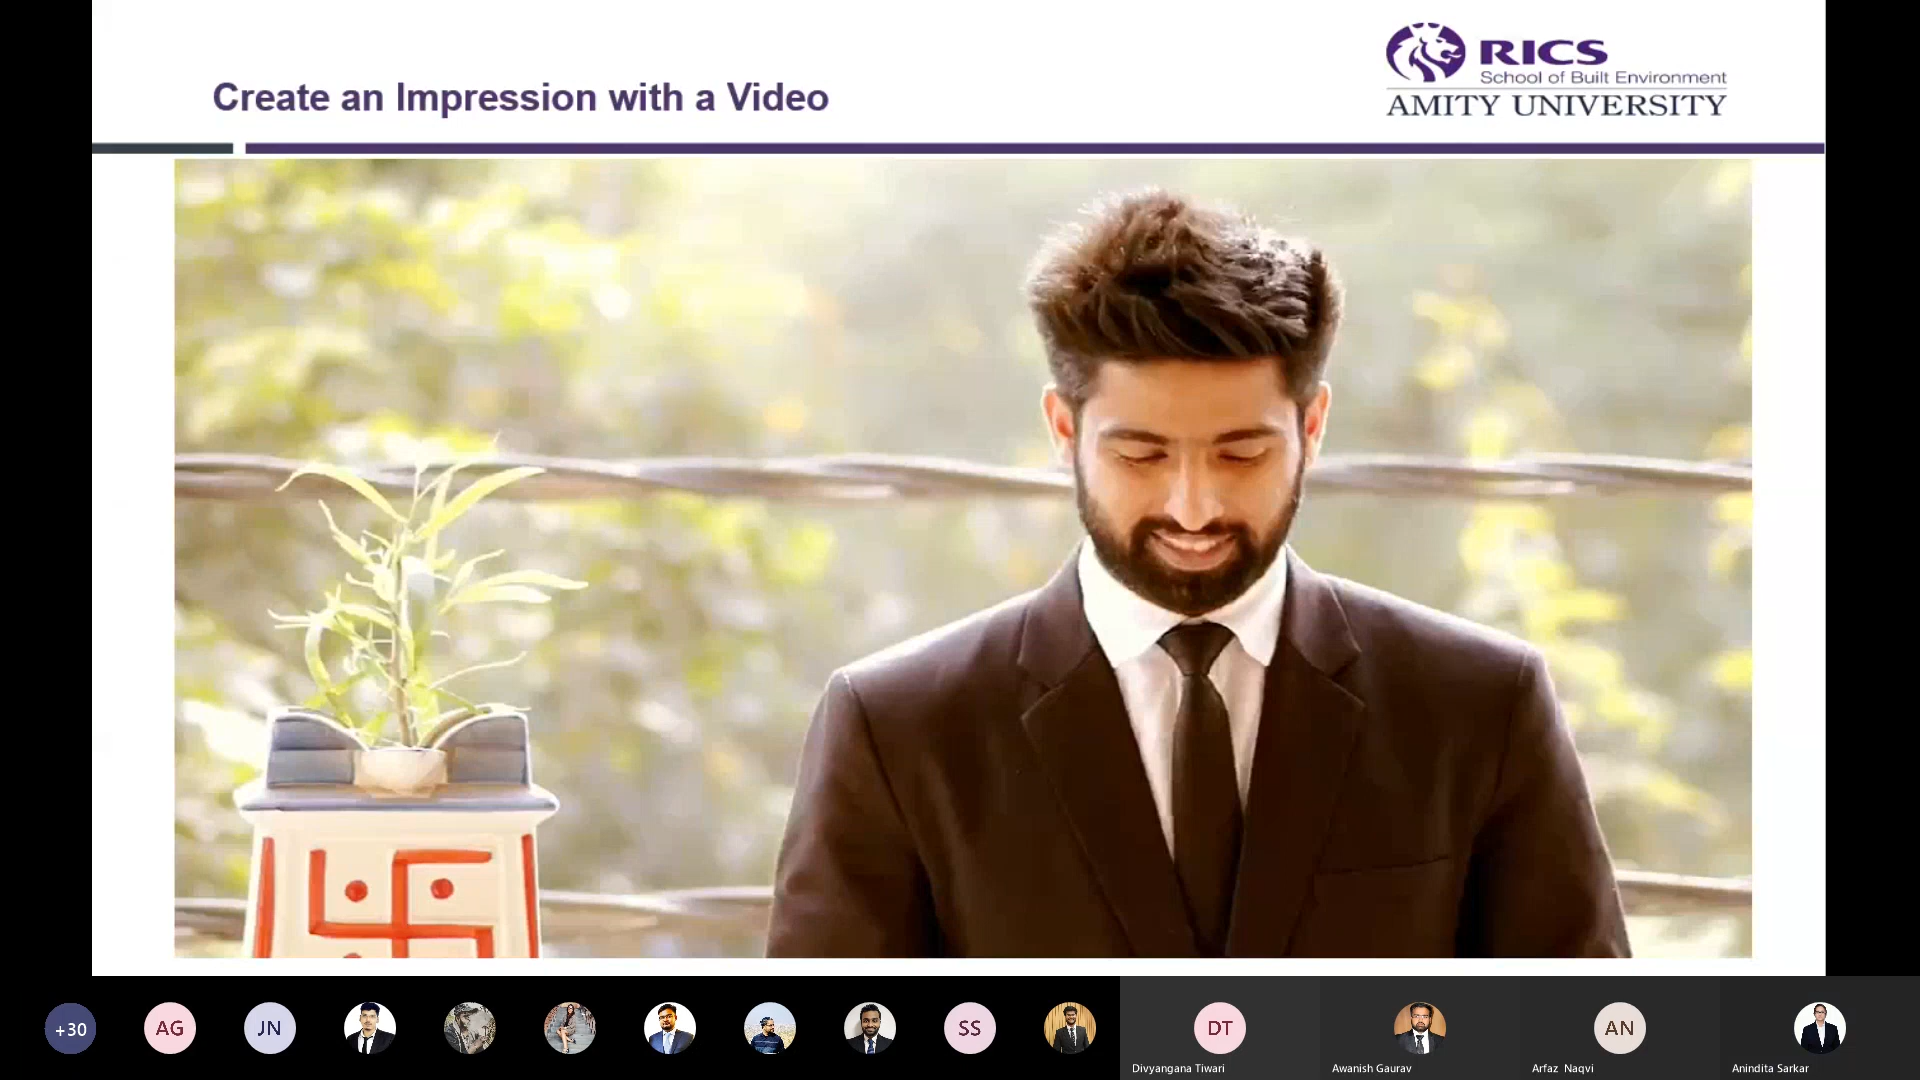 Create an Impression with a Video
RICS
School of Built Environment
AMITY UNIVERSITY
+30
AG
JN
SS
DT
AN
Divyangana Tiwari
Awanish Gaurav
Arfaz Naqvi
Anindita Sarkar